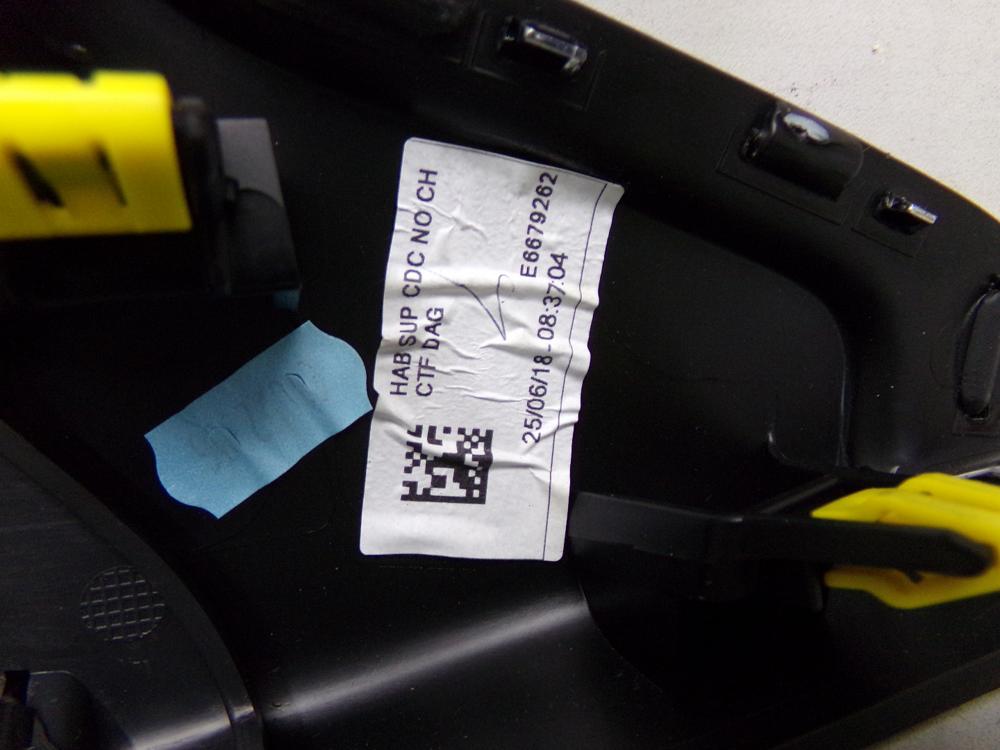 HAB SUP CDC NO CH
CTF DAG
E6679262
25/06/18-08:37:04